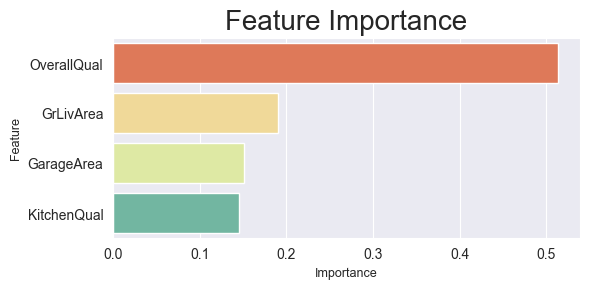 Feature Importance
OverallQual
GrLivArea
GarageArea
KitchenQual
Feature
0.0 0.1 0.2 0.3 0.4 0.5
Importance